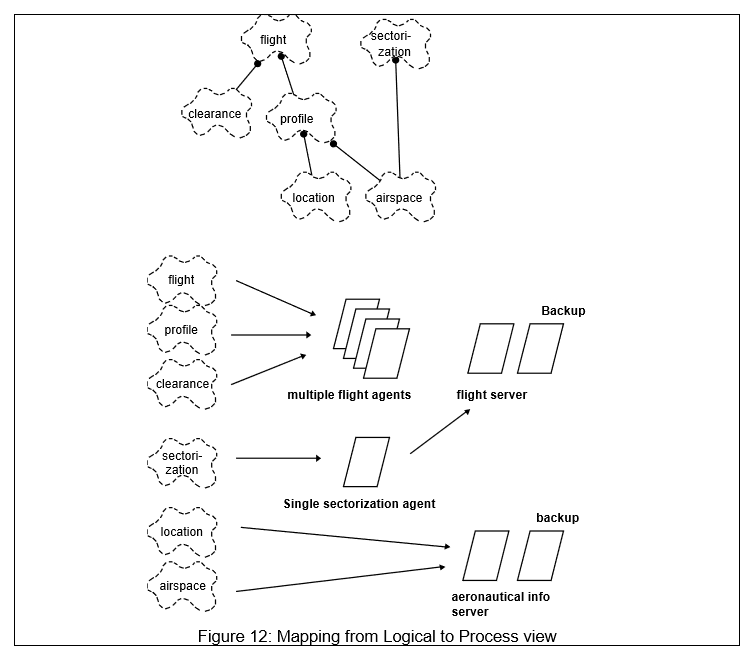 flight
sectori-
zation
clearance
profile
location
airspace
flight
profile
clearance
multiple flight agents
Backup
flight server
sectori-
zation
Single sectorization agent
location
airspace
backup
aeronautical info
server
Figure 12: Mapping from Logical to Process view